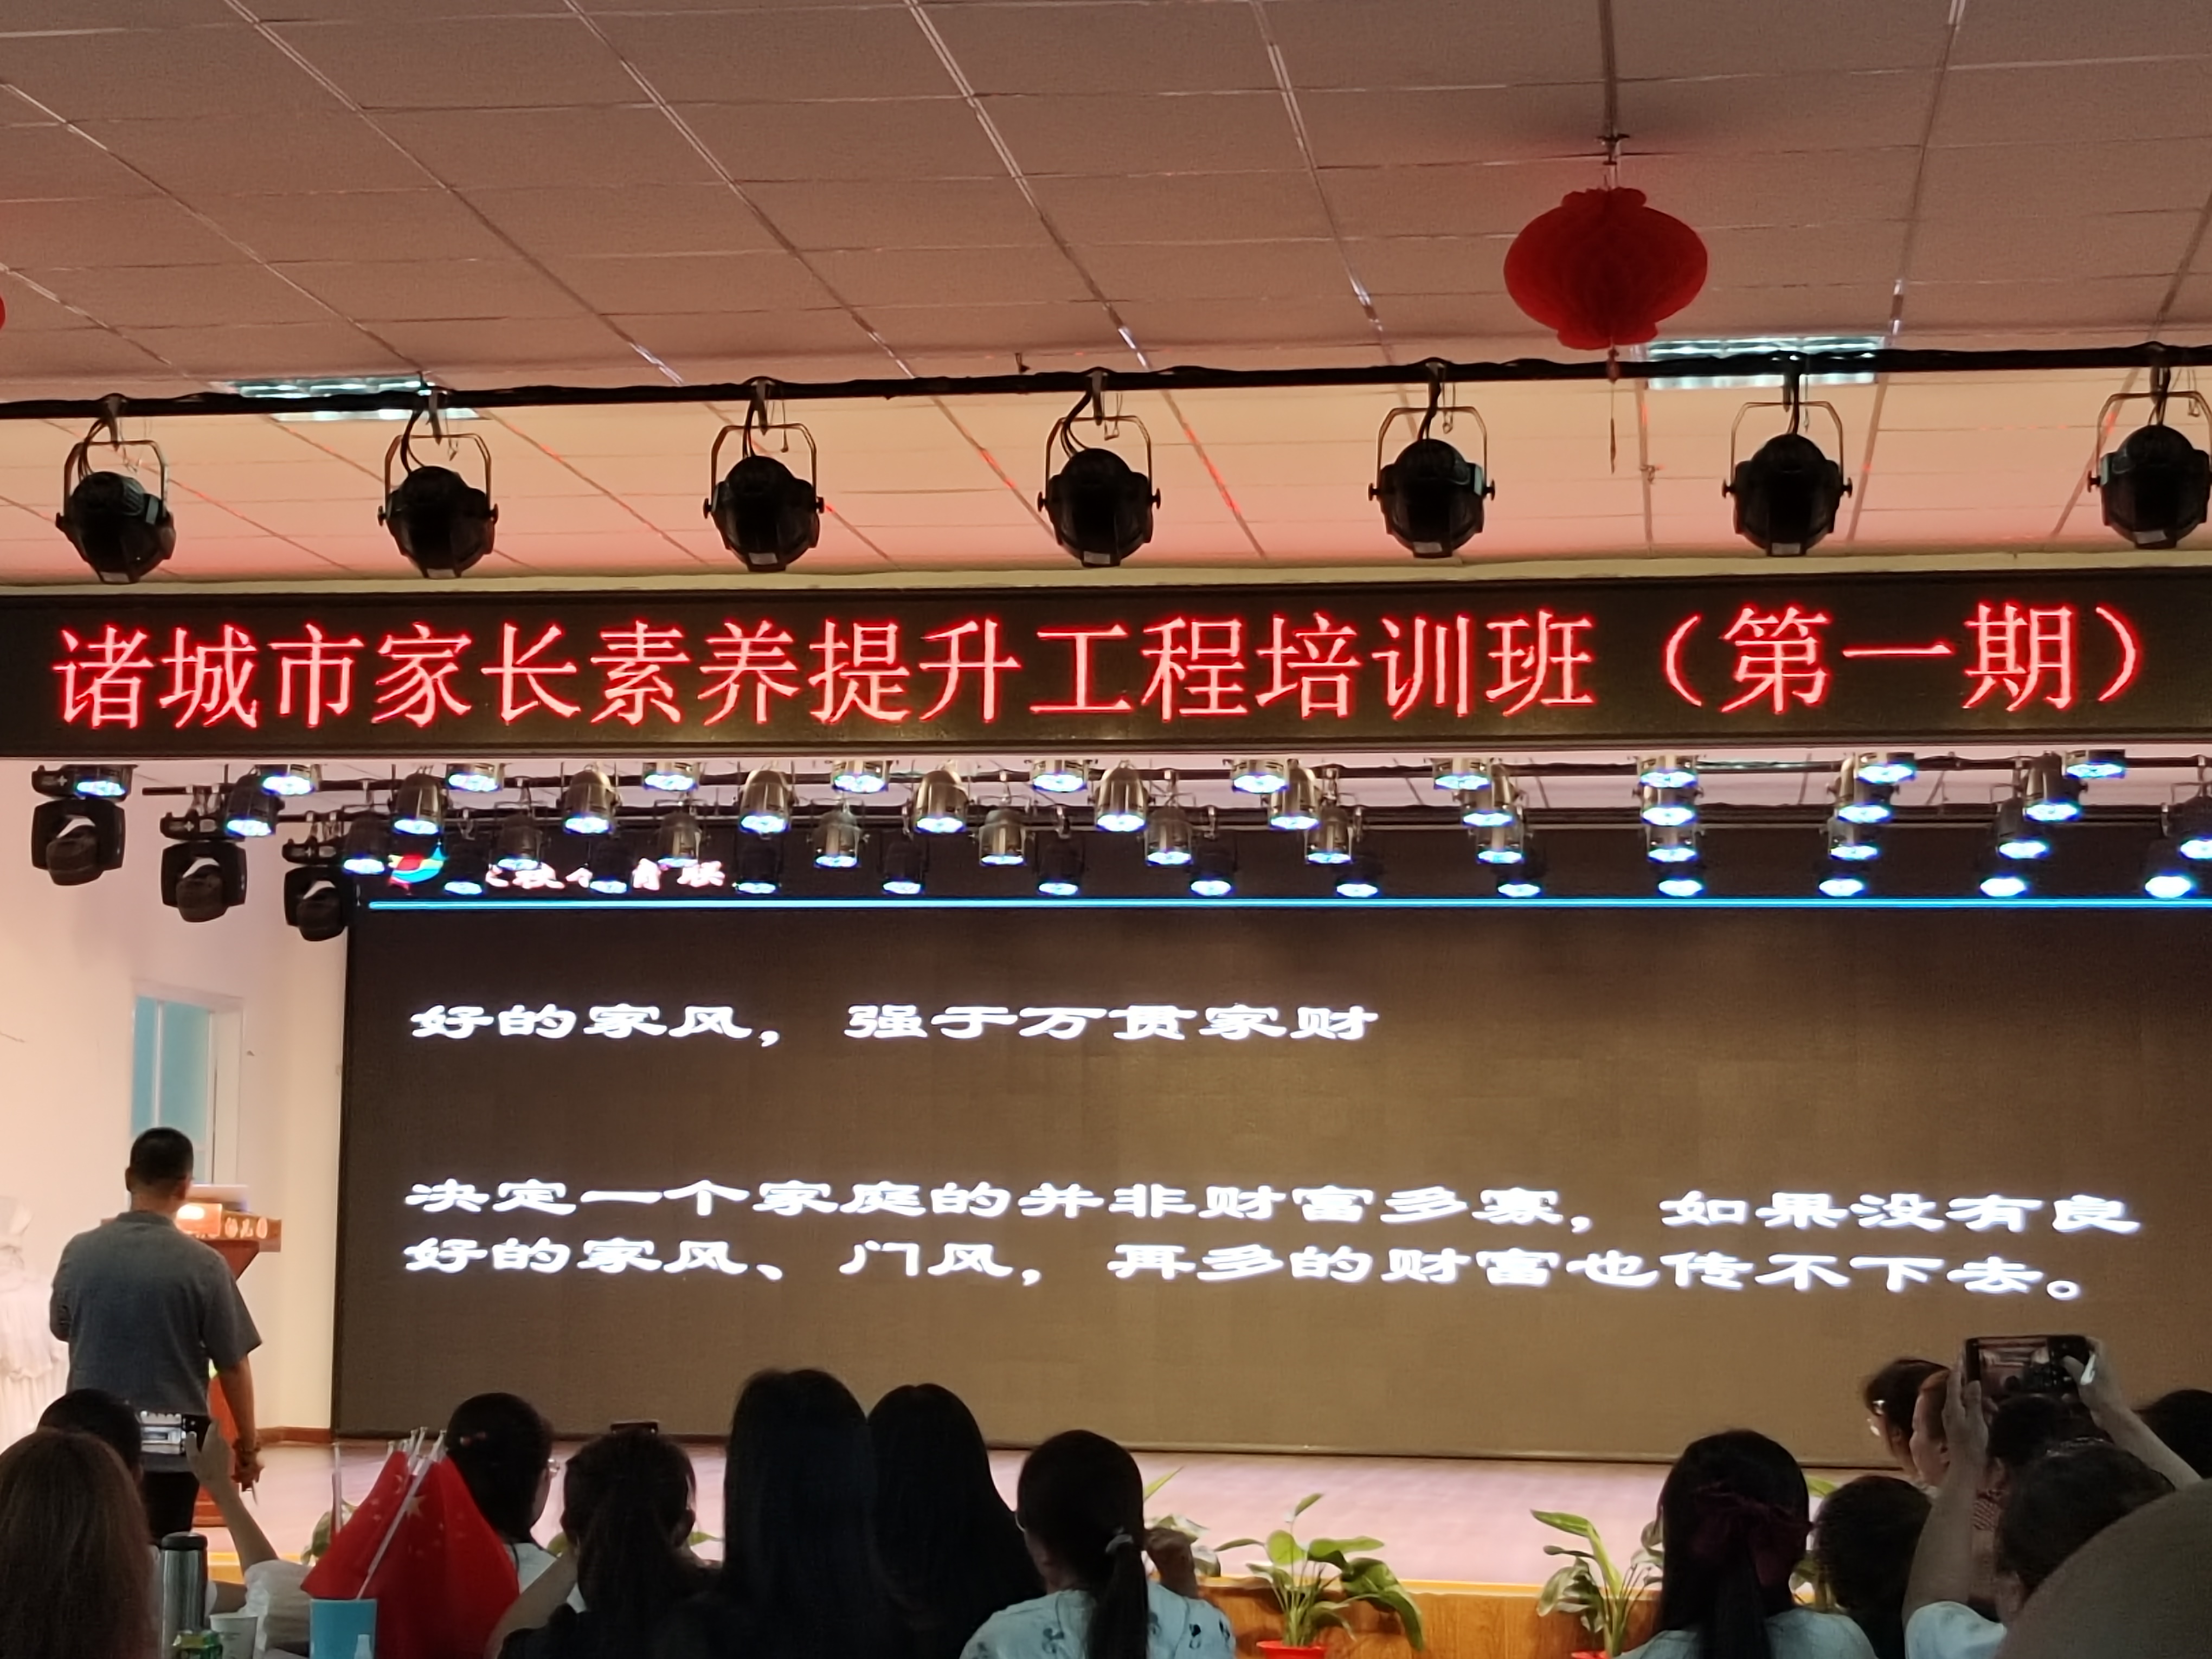 诸城市家长素养提升工程培训班（第一期）
好的家风，强于万贯家财
决定一个家庭的并非财富多寡，如果没有良
好的家风、门风，再多的财富也传不下去。